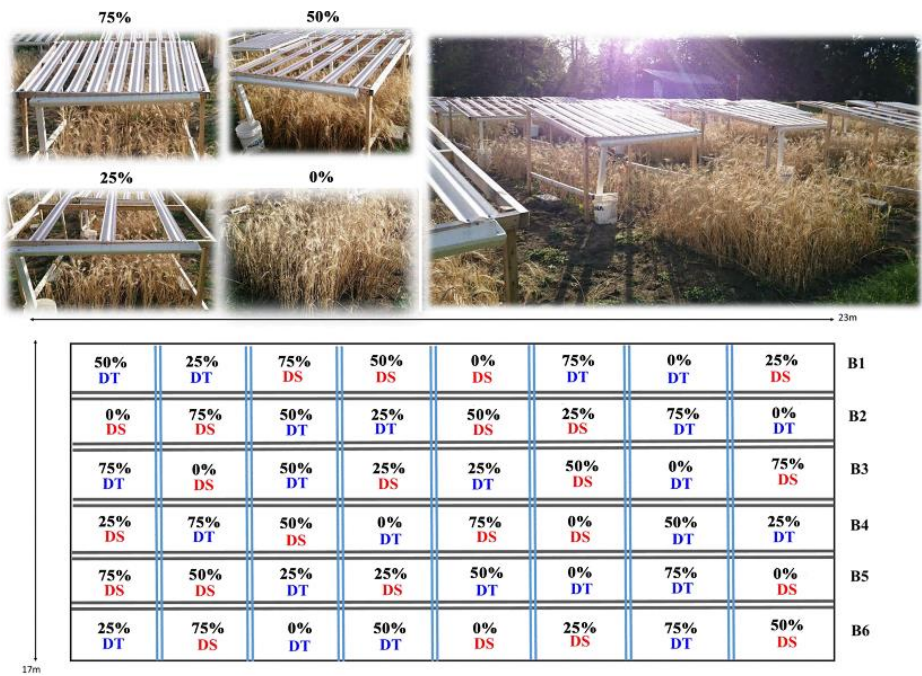 75% 50%
25% 0%
23m
50% 25% 75% 50% 0% 75% 0% 25% B1
DT DT DS DS DS DT DT DS
0% 75% 50% 25% 50% 25% 75% 0% B2
DS DS DT DT DS DS DT DT
75% 0% 50% 25% 25% 50% 0% 75% B3
DT DS DT DS DT DS DT DS
25% 75% 50% 0% 75% 0% 50% 25% B4
DS DT DS DT DS DS DT DT
75% 50% 25% 25% 50% 0% 75% 0% B5
DS DS DT DS DT DT DT DS
25% 75% 0% 50% 0% 25% 75% 50% B6
DT DS DT DT DS DS DT DS
17m